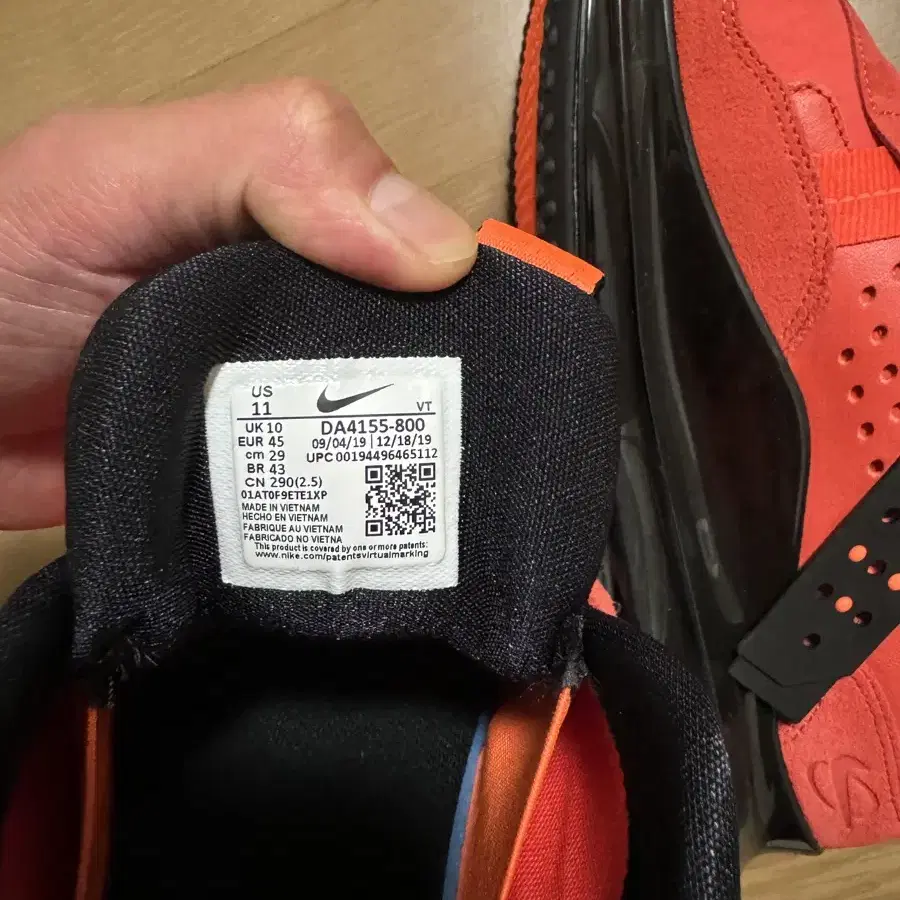 US
11
VT
UK 10
DA4155-800
EUR 45
09/04/19 | 12/18/19
cm 29
UPC 00194496465112
BR 43
CN 290(2.5)
01AT0F9ETE1XP
MADE IN VIETNAM
HECHO EN VIETNAM
FABRIQUE AU VIETNAM
FABRICADO NO VIETNA
This product is covered by one or more patents:
www.nike.com/patentsvirtualmarking